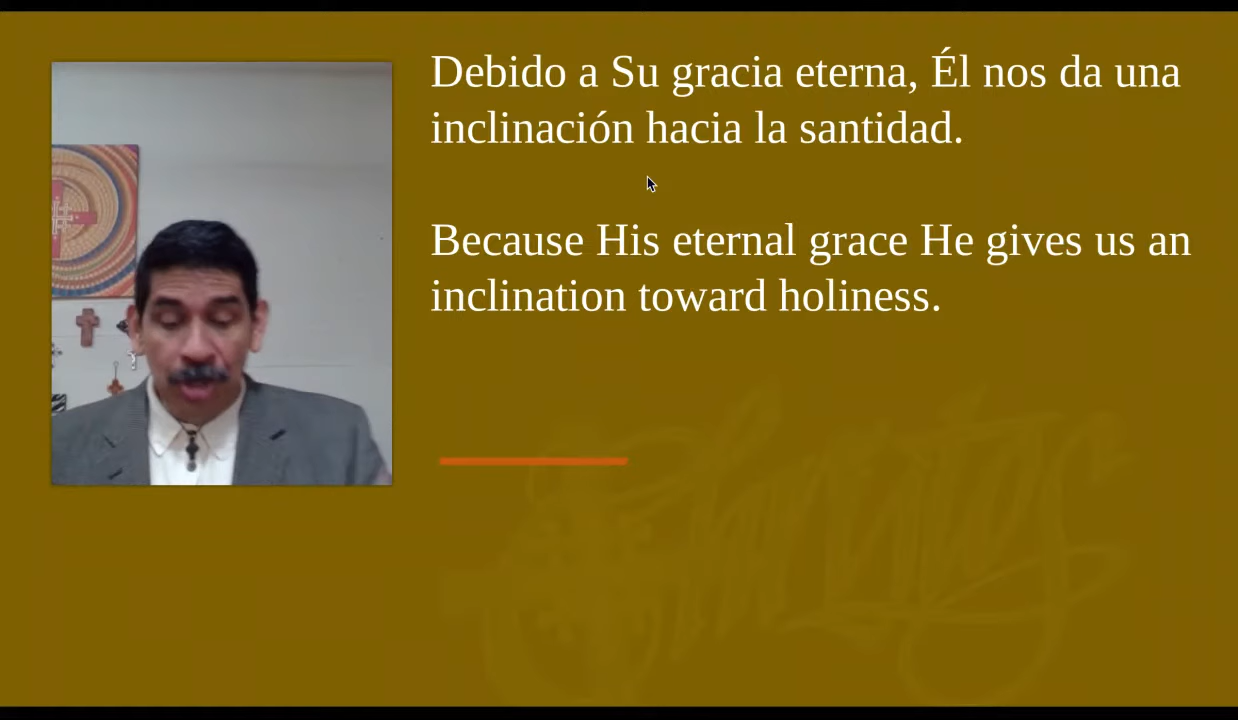 Debido a Su gracia eterna, Él nos da una
inclinación hacia la santidad.
Because His eternal grace He gives us an
inclination toward holiness.